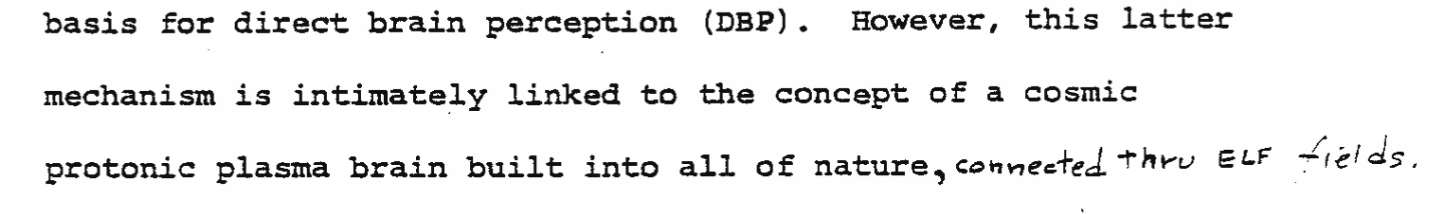 basis for direct brain perception (DBP). However, this latter
mechanism is intimately linked to the concept of a cosmic
protonic plasma brain built into all of nature, connected thru ELF fields.